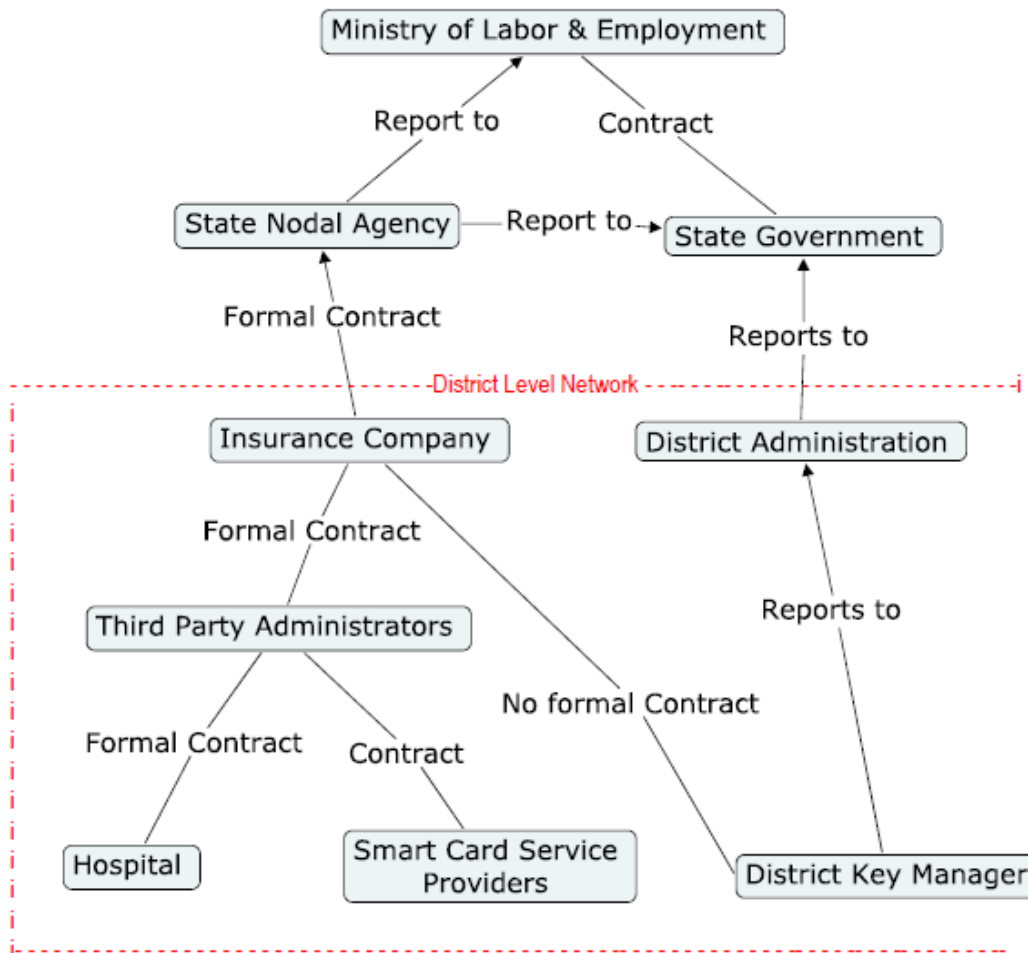 Ministry of Labor & Employment
Report to
Contract
State Nodal Agency
Report to
State Government
Formal Contract
Reports to
District Level Network
Insurance Company
District Administration
Formal Contract
Third Party Administrators
Reports to
No formal Contract
Formal Contract
Contract
Hospital
Smart Card Service
Providers
District Key Manager